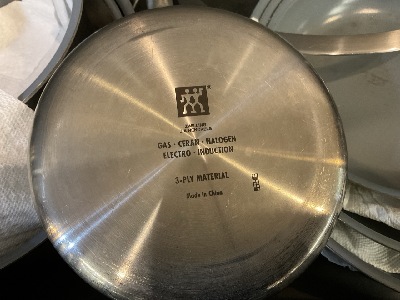 GAS · CERAN · HALOGEN
ELECTRO · INDUCTION
3-PLY MATERIAL
Made in China